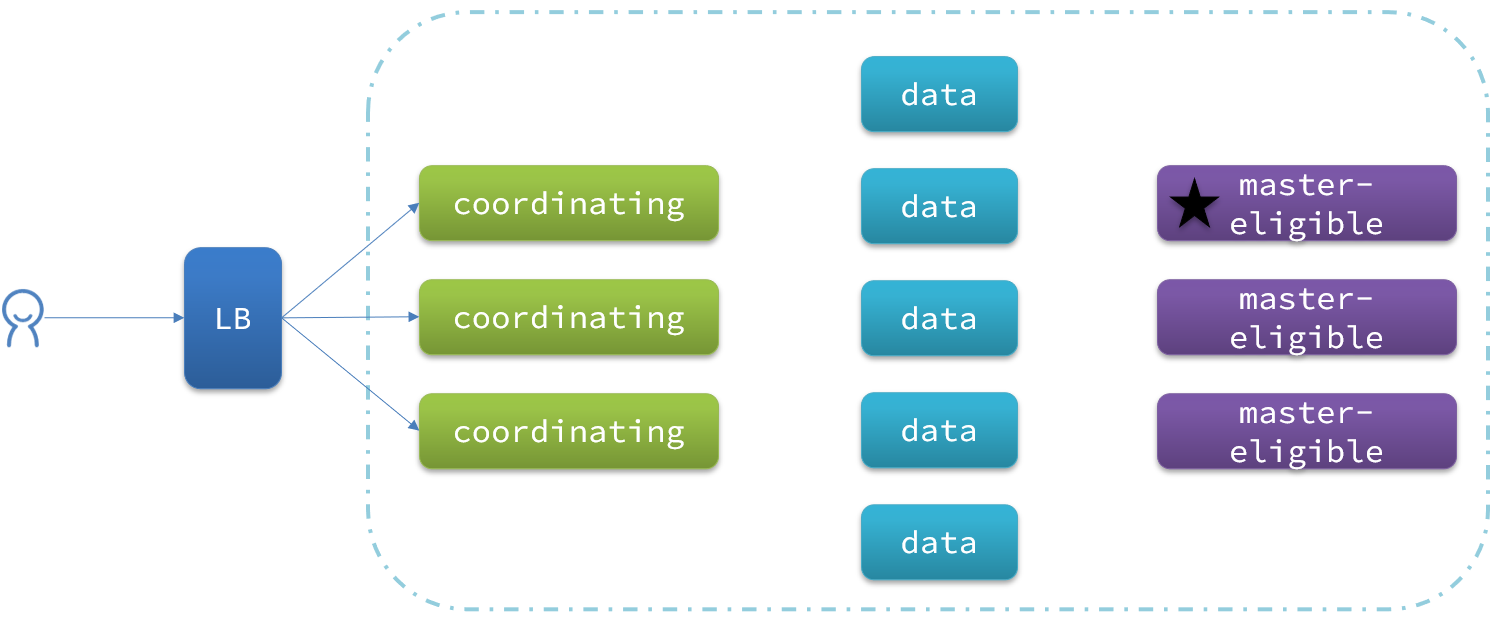 LB
coordinating
coordinating
coordinating
data
data
data
data
data
master-
eligible
master-
eligible
master-
eligible